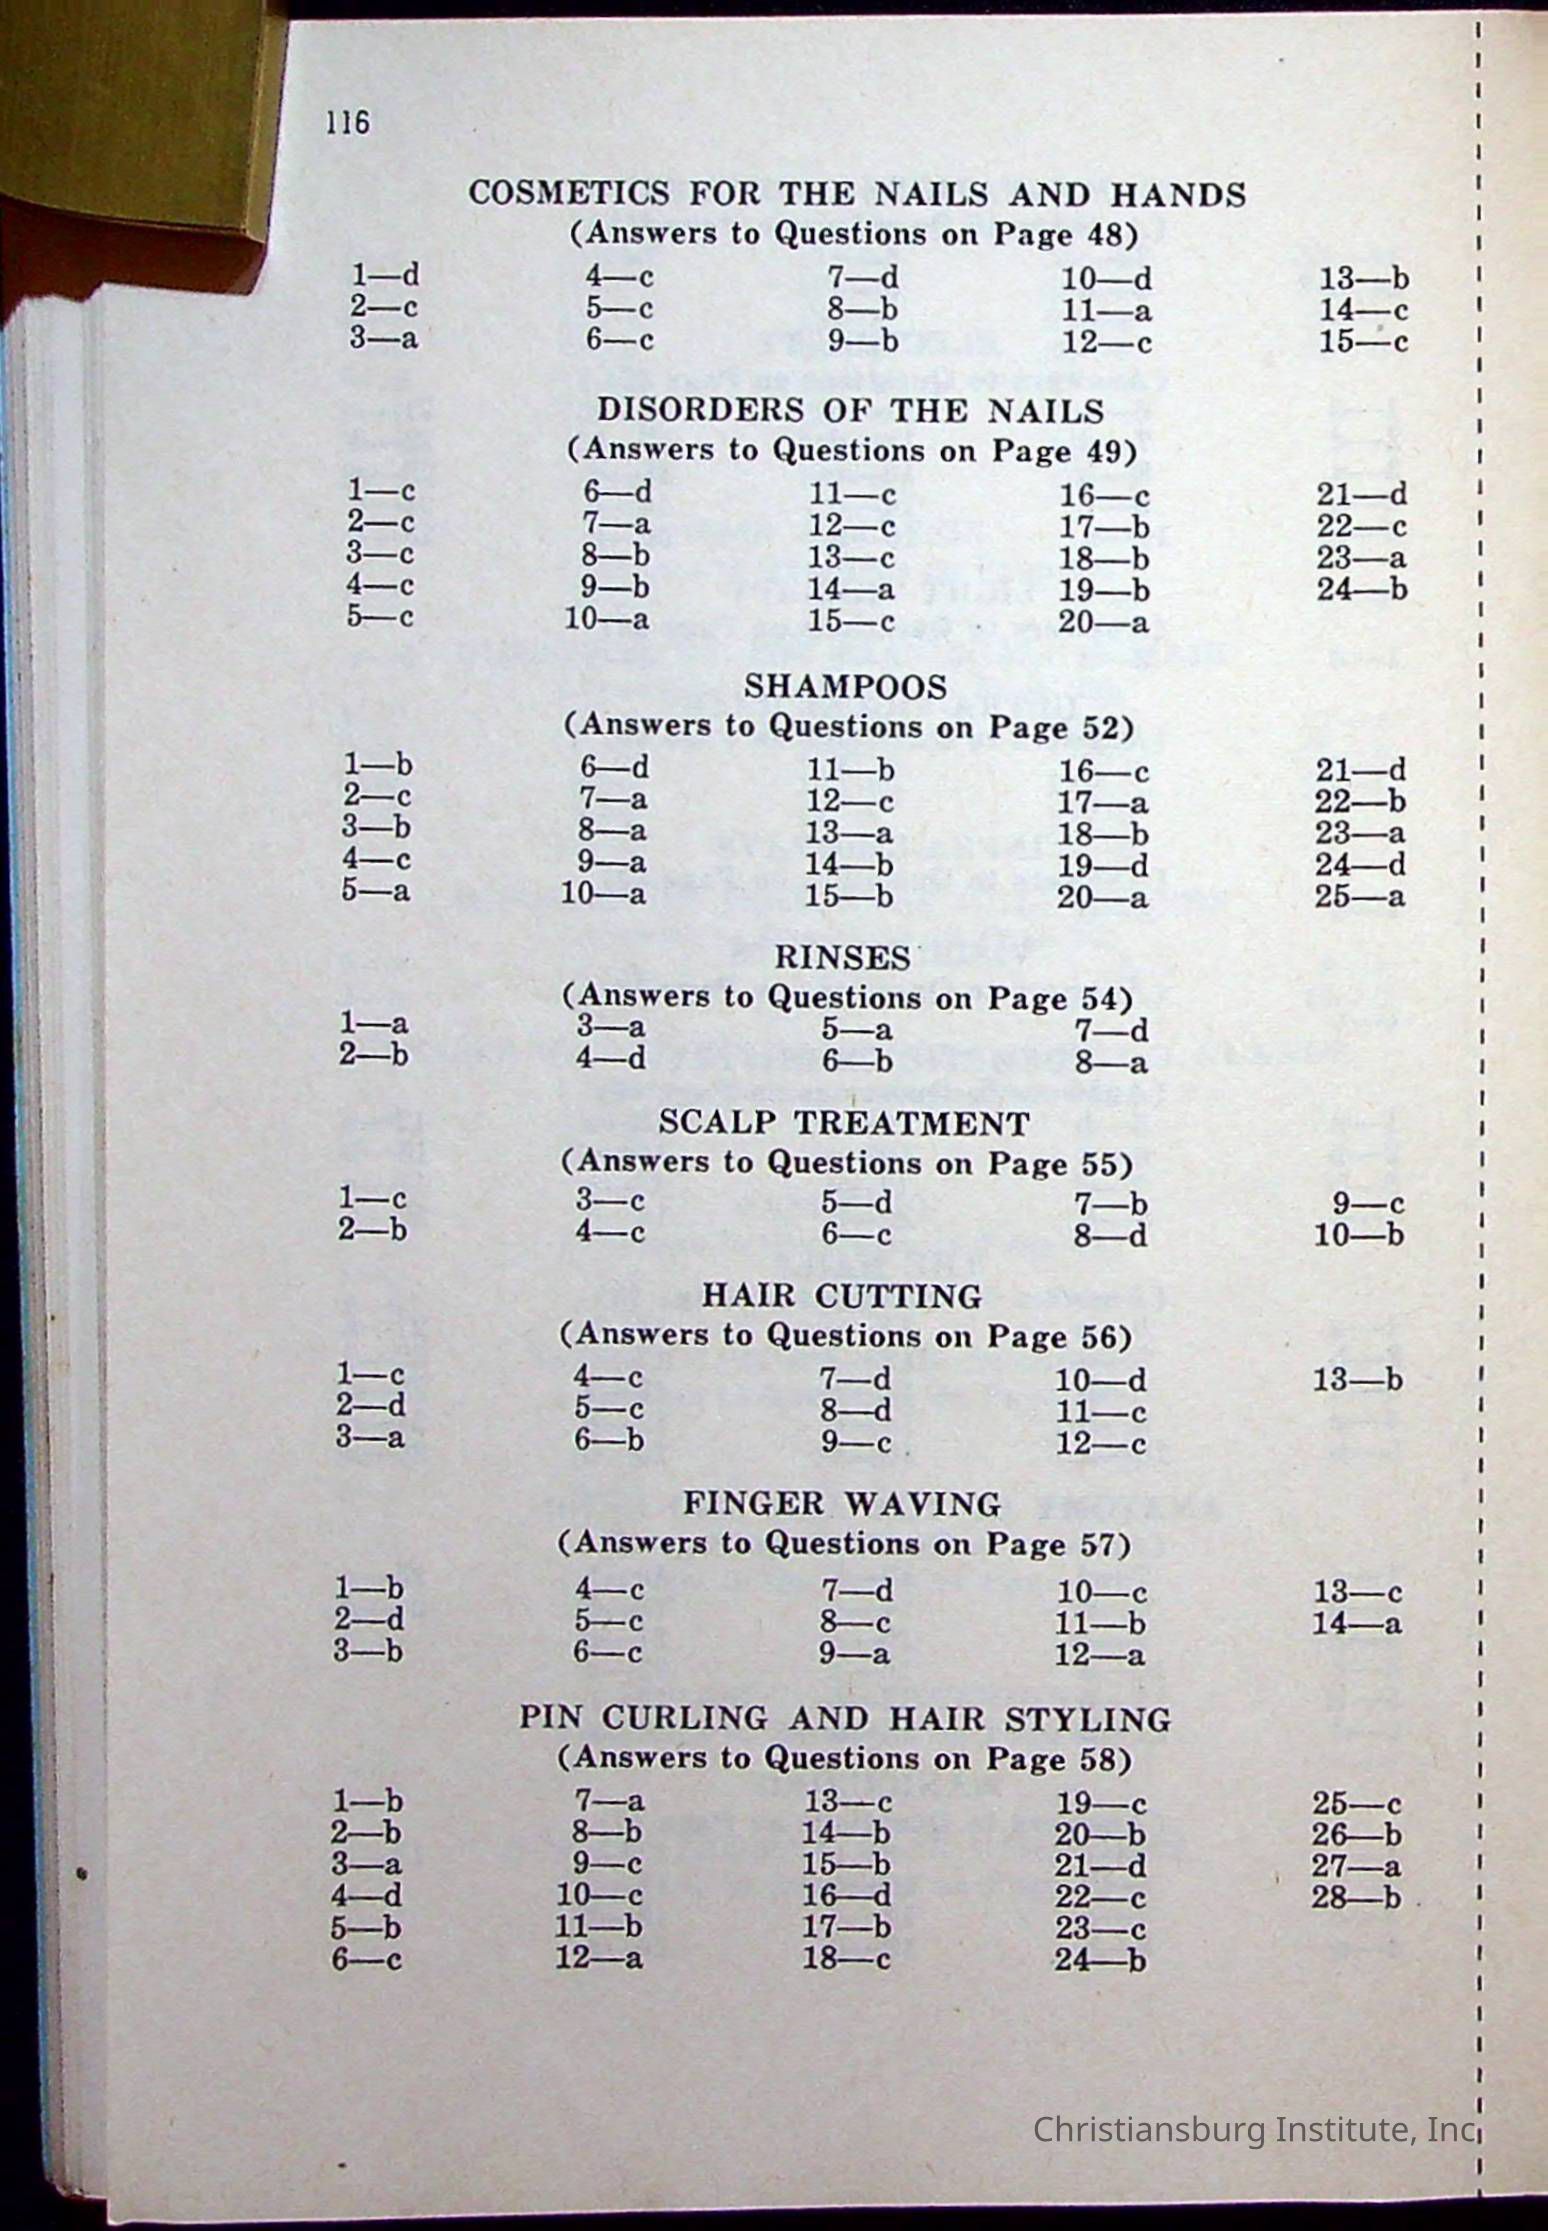 116
COSMETICS FOR THE NAILS AND HANDS
(Answers to Questions on Page 48)
1—d 4—c 7—d 10—d 13—b
2—c 5—c 8—b 11—a 14—c
3—a 6—c 9—b 12—c 15—c
DISORDERS OF THE NAILS
(Answers to Questions on Page 49)
1—c 6—d 11—c 16—c 21—d
2—c 7—a 12—c 17—b 22—c
3—c 8—b 13—c 18—b 23—a
4—c 9—b 14—a 19—b 24—b
5—c 10—a 15—c 20—a
SHAMPOOS
(Answers to Questions on Page 52)
1—b 6—d 11—b 16—c 21—d
2—c 7—a 12—c 17—a 22—b
3—b 8—a 13—a 18—b 23—a
4—c 9—a 14—b 19—d 24—d
5—a 10—a 15—b 20—a 25—a
RINSES
(Answers to Questions on Page 54)
1—a 3—a 5—a 7—d
2—b 4—d 6—b 8—a
SCALP TREATMENT
(Answers to Questions on Page 55)
1—c 3—c 5—d 7—b 9—c
2—b 4—c 6—c 8—d 10—b
HAIR CUTTING
(Answers to Questions on Page 56)
1—c 4—c 7—d 10—d 13—b
2—d 5—c 8—d 11—c
3—a 6—b 9—c 12—c
FINGER WAVING
(Answers to Questions on Page 57)
1—b 4—c 7—d 10—c 13—c
2—d 5—c 8—c 11—b 14—a
3—b 6—c 9—a 12—a
PIN CURLING AND HAIR STYLING
(Answers to Questions on Page 58)
1—b 7—a 13—c 19—c 25—c
2—b 8—b 14—b 20—b 26—b
3—a 9—c 15—b 21—d 27—a
4—d 10—c 16—d 22—c 28—b
5—b 11—b 17—b 23—c
6—c 12—a 18—c 24—b
Christiansburg Institute, Inc.